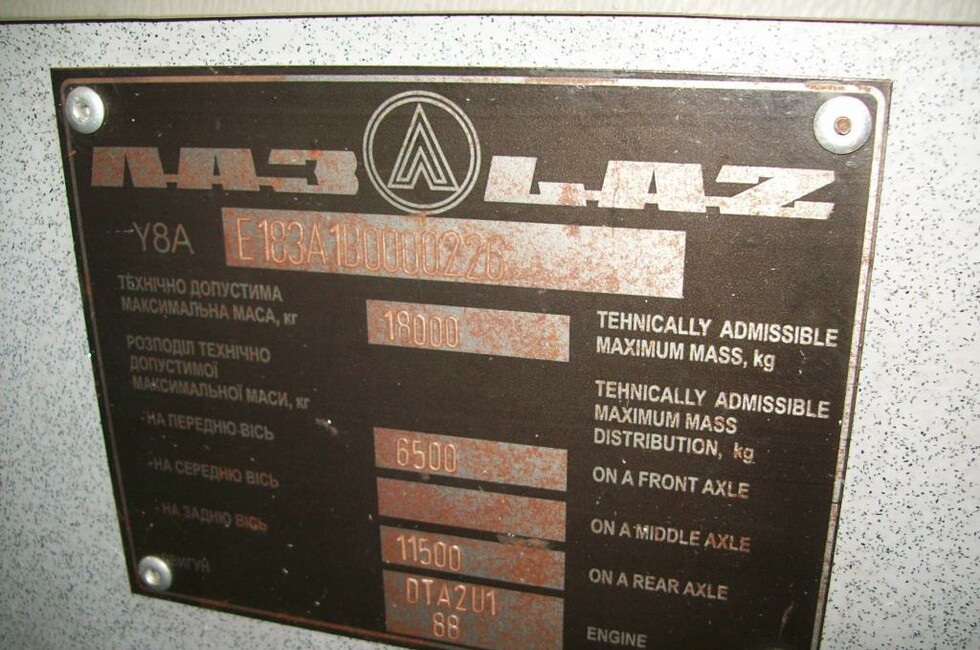 ЛАЗ LAZ
Y8A E183A1B0000226
ТЕХНІЧНО ДОПУСТИМА
МАКСИМАЛЬНА МАСА, кг
18000
TEHNICALLY ADMISSIBLE
MAXIMUM MASS, kg
РОЗПОДІЛ ТЕХНІЧНО
ДОПУСТИМОЇ
МАКСИМАЛЬНОЇ МАСИ, кг
TEHNICALLY ADMISSIBLE
MAXIMUM MASS
DISTRIBUTION, kg
-НА ПЕРЕДНЮ ВІСЬ
6500
ON A FRONT AXLE
-НА СЕРЕДНЮ ВІСЬ
ON A MIDDLE AXLE
-НА ЗАДНЮ ВІСЬ
11500
ON A REAR AXLE
ДВИГУН
0TA2U1
88
ENGINE